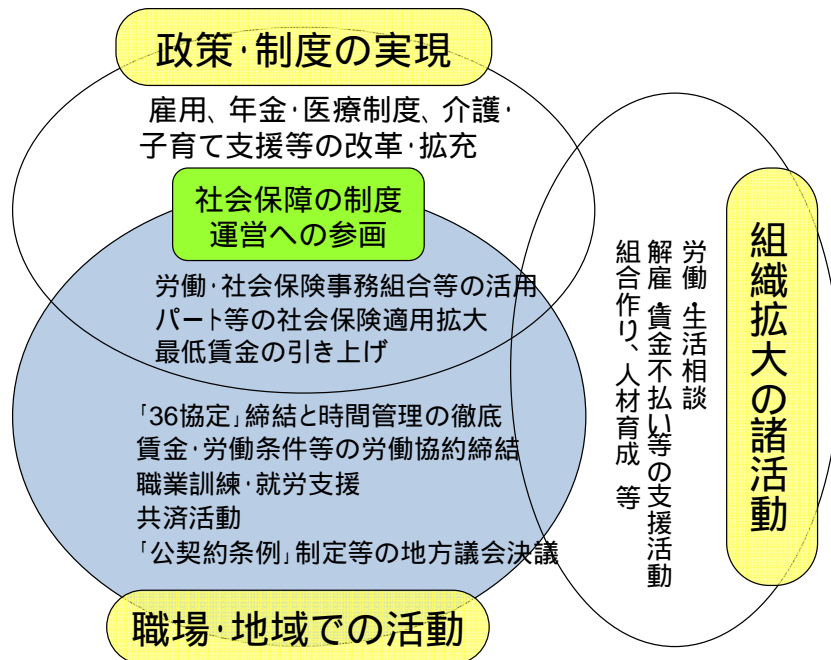 政策･制度の実現
雇用、年金･医療制度、介護･
子育て支援等の改革･拡充
社会保障の制度
運営への参画
労働･社会保険事務組合等の活用
パート等の社会保険適用拡大
最低賃金の引き上げ
｢36協定｣締結と時間管理の徹底
賃金･労働条件等の労働協約締結
職業訓練･就労支援
共済活動
｢公契約条例｣制定等の地方議会決議
職場･地域での活動
組織拡大の諸活動
労働･生活相談
解雇･賃金不払い等の支援活動
組合作り、人材育成 等